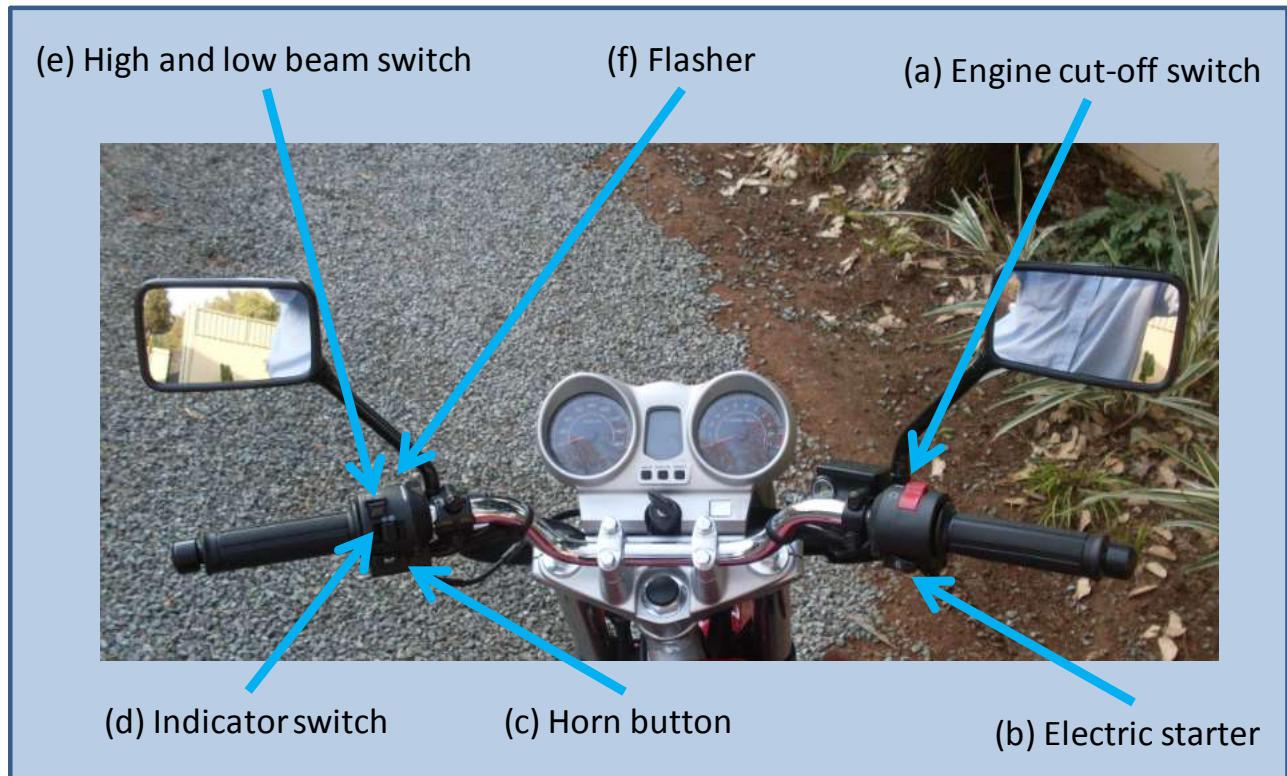 (e) High and low beam switch
(f) Flasher
(a) Engine cut-off switch
(d) Indicator switch
(c) Horn button
(b) Electric starter